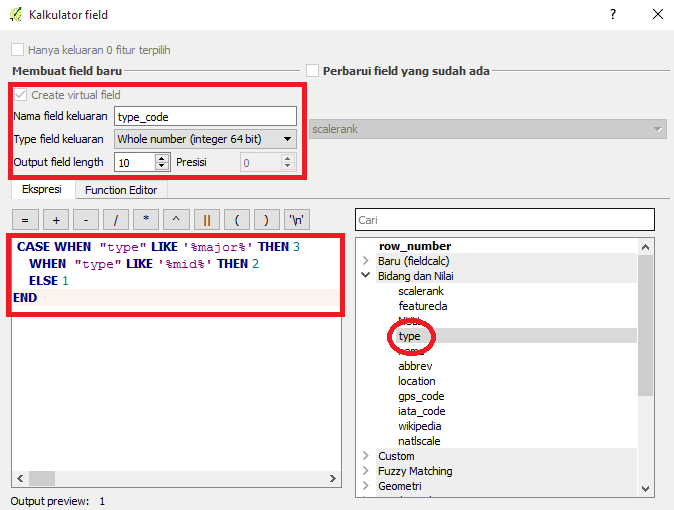 Kalkulator field
Hanya keluaran 0 fitur terpilih
Membuat field baru
Perbarui field yang sudah ada
Create virtual field
Nama field keluaran type_code
Type field keluaran Whole number (integer 64 bit)
scalerank
Output field length 10 Presisi 0
Ekspresi Function Editor
= + - / * ^ || ( ) '\n'
Cari
CASE WHEN "type" LIKE '%major%' THEN 3
WHEN "type" LIKE '%mid%' THEN 2
ELSE 1
END
row_number
Baru (fieldcalc)
Bidang dan Nilai
scalerank
featurecla
NULL
type
name
abbrev
location
gps_code
iata_code
wikipedia
natlscale
Custom
Fuzzy Matching
Geometri
Output preview: 1